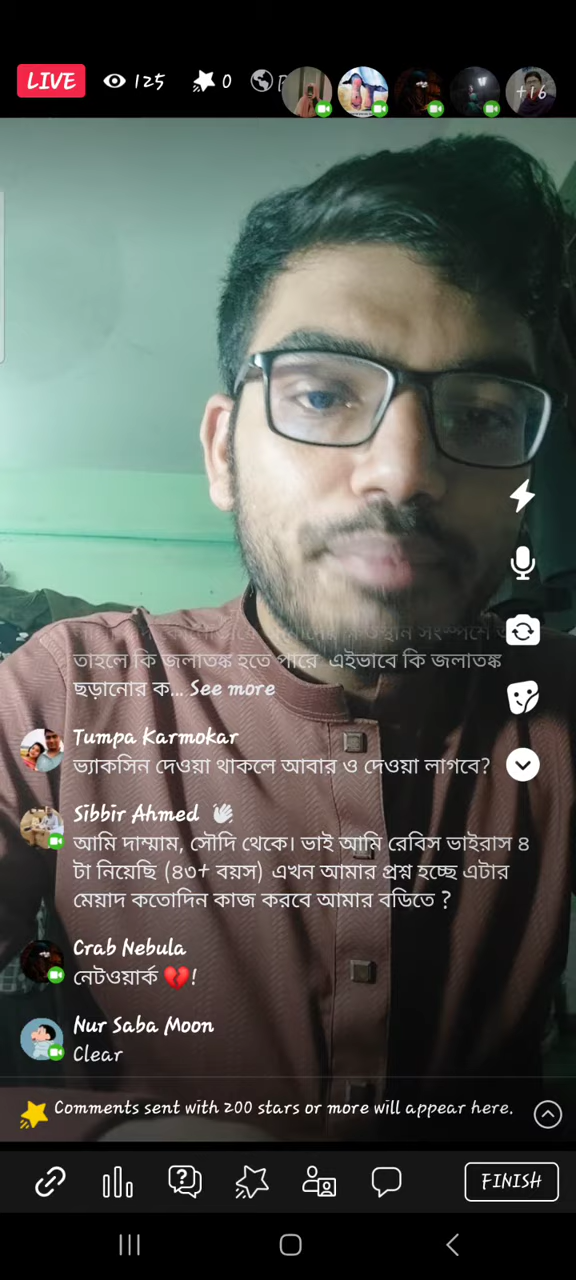 LIVE 125 0 +16
তাহলে কি জলাতঙ্ক হতে পারে এইভাবে কি জলাতঙ্ক
ছড়ানোর ক... See more
Tumpa Karmokar
ভ্যাকসিন দেওয়া থাকলে আবার ও দেওয়া লাগবে?
Sibbir Ahmed 👋
আমি দাম্মাম, সৌদি থেকে। ভাই আমি রেবিস ভাইরাস ৪
টা নিয়েছি (৪৩+ বয়স) এখন আমার প্রশ্ন হচ্ছে এটার
মেয়াদ কতোদিন কাজ করবে আমার বডিতে ?
Crab Nebula
নেটওয়ার্ক 💔!
Nur Saba Moon
Clear
Comments sent with 200 stars or more will appear here.
FINISH